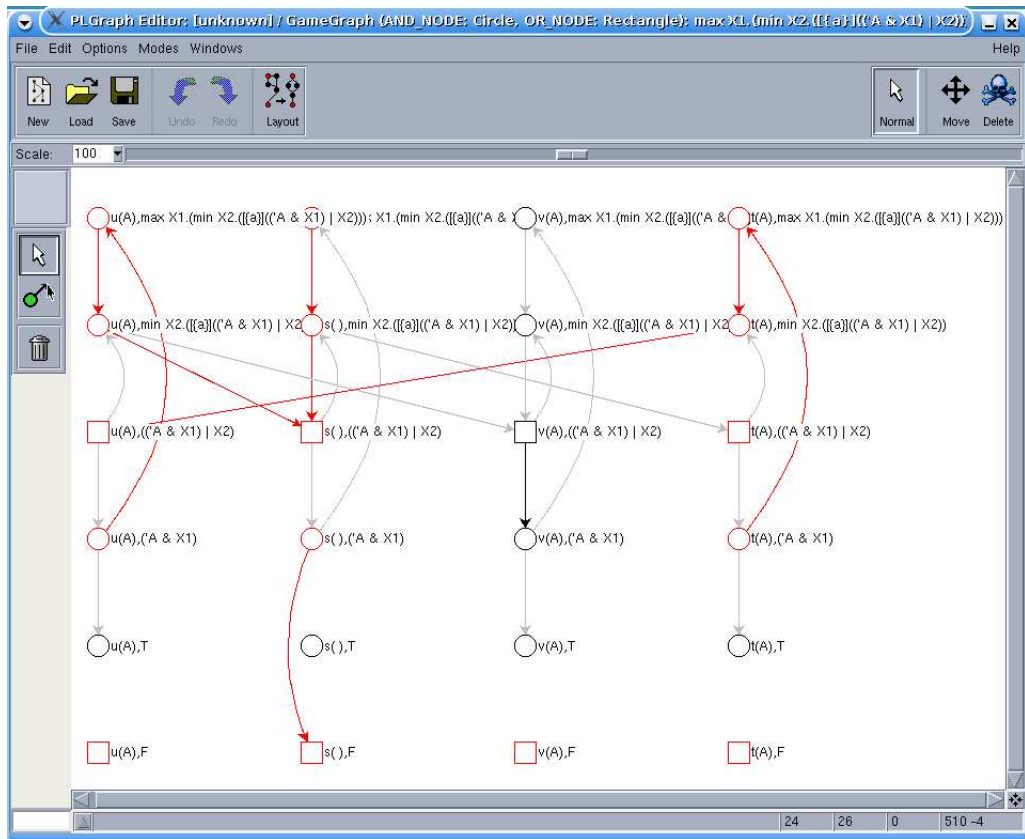 PLGraph Editor: [unknown] / GameGraph (AND_NODE: Circle, OR_NODE: Rectangle): max X1.(min X2.([{a}](('A & X1) | X2))
File Edit Options Modes Windows Help
New Load Save Undo Redo Layout Normal Move Delete
Scale: 100
u(A),max X1.(min X2.([{a}](('A & X1) | X2))); X1.(min X2.([{a}](('A & v(A),max X1.(min X2.([{a}](('A & t(A),max X1.(min X2.([{a}](('A & X1) | X2)))
u(A),min X2.([{a}](('A & X1) | X2 s( ),min X2.([{a}](('A & X1) | X2)) v(A),min X2.([{a}](('A & X1) | X2 t(A),min X2.([{a}](('A & X1) | X2))
u(A),(('A & X1) | X2) s( ),(('A & X1) | X2) v(A),(('A & X1) | X2) t(A),(('A & X1) | X2)
u(A),('A & X1) s( ),('A & X1) v(A),('A & X1) t(A),('A & X1)
u(A),T s( ),T v(A),T t(A),T
u(A),F s( ),F v(A),F t(A),F
24 26 0 510 -4